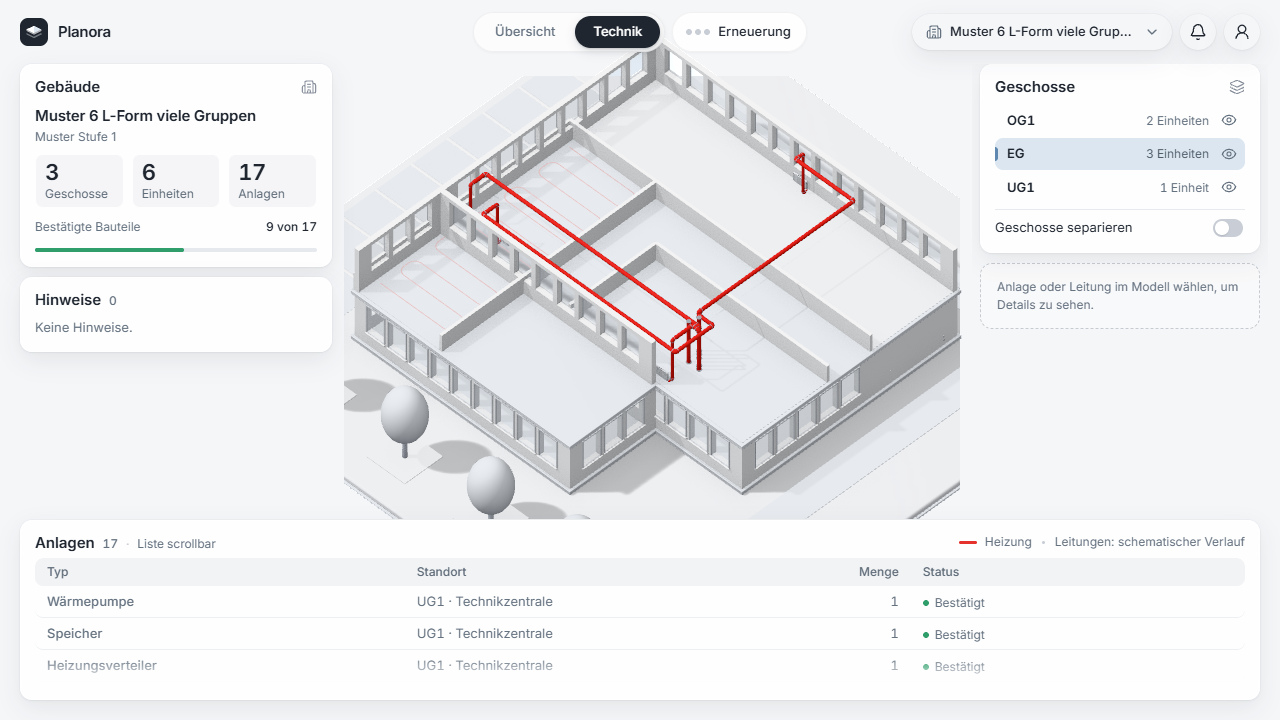 Planora
Übersicht
Technik
Erneuerung
Muster 6 L-Form viele Grup...
Gebäude
Muster 6 L-Form viele Gruppen
Muster Stufe 1
3
Geschosse
6
Einheiten
17
Anlagen
Bestätigte Bauteile
9 von 17
Hinweise 0
Keine Hinweise.
Geschosse
OG1 2 Einheiten
EG 3 Einheiten
UG1 1 Einheit
Geschosse separieren
Anlage oder Leitung im Modell wählen, um
Details zu sehen.
Anlagen 17 · Liste scrollbar
Heizung · Leitungen: schematischer Verlauf
Typ Standort Menge Status
Wärmepumpe UG1 · Technikzentrale 1 Bestätigt
Speicher UG1 · Technikzentrale 1 Bestätigt
Heizungsverteiler UG1 · Technikzentrale 1 Bestätigt